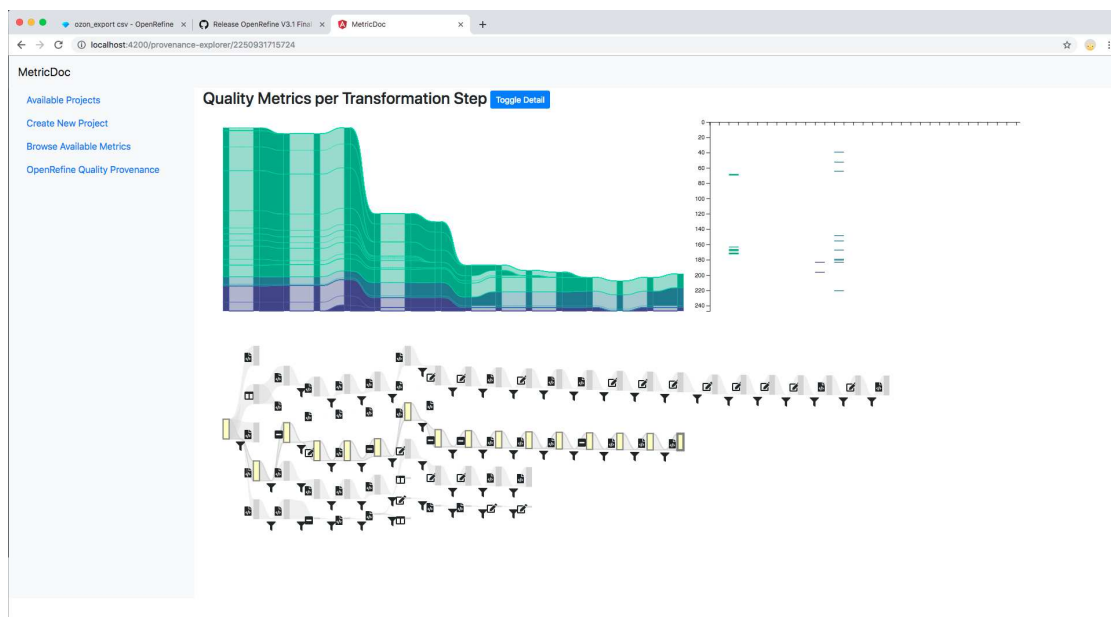 ozon_export csv - OpenRefine
Release OpenRefine V3.1 Final
MetricDoc
localhost:4200/provenance-explorer/2250931715724
MetricDoc
Available Projects
Create New Project
Browse Available Metrics
OpenRefine Quality Provenance
Quality Metrics per Transformation Step
Toggle Detail
0
20
40
60
80
100
120
140
160
180
200
220
240